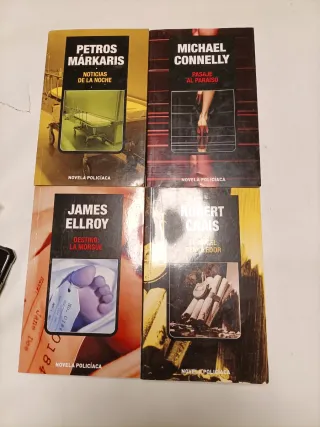 PETROS
MÁRKARIS
NOTICIAS
DE LA NOCHE
NOVELA POLICÍACA
MICHAEL
CONNELLY
PASAJE
AL PARAÍSO
NOVELA POLICÍACA
JAMES
ELLROY
DESTINO:
LA MORGUE
NOVELA POLICÍACA
ROBERT
CRAIS
NOVELA POLICÍACA